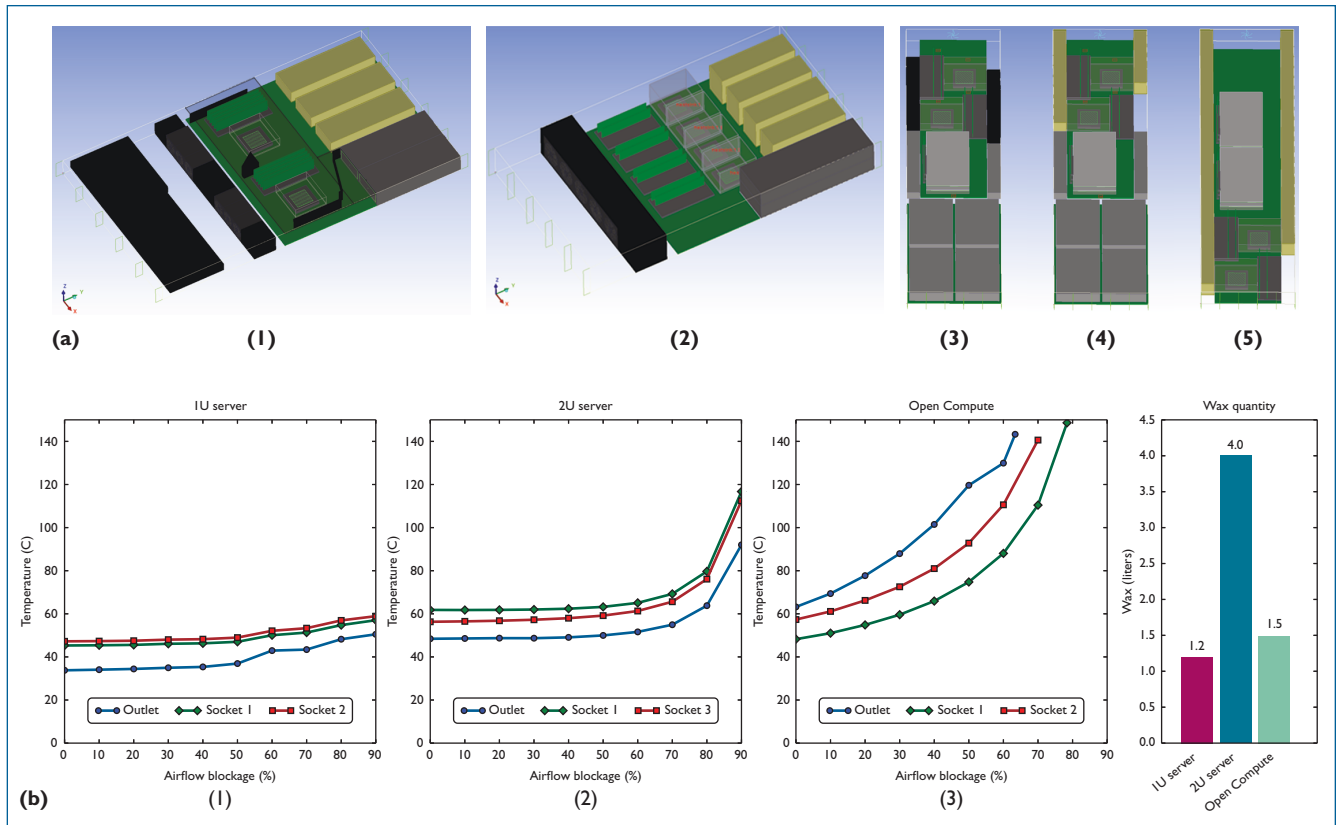 Z
Y
X
Z
Y
X
(a)
(1)
(2)
(3)
(4)
(5)
1U server
140
120
100
80
60
40
20
0
Temperature (C)
Outlet Socket 1 Socket 2
0 10 20 30 40 50 60 70 80 90
Airflow blockage (%)
2U server
140
120
100
80
60
40
20
0
Temperature (C)
Outlet Socket 1 Socket 3
0 10 20 30 40 50 60 70 80 90
Airflow blockage (%)
Open Compute
140
120
100
80
60
40
20
0
Temperature (C)
Outlet Socket 1 Socket 2
0 10 20 30 40 50 60 70 80 90
Airflow blockage (%)
Wax quantity
4.5
4.0
3.5
3.0
2.5
2.0
1.5
1.0
0.5
0.0
Wax (liters)
1.2
4.0
1.5
1U server
2U server
Open Compute
(b)
(1)
(2)
(3)